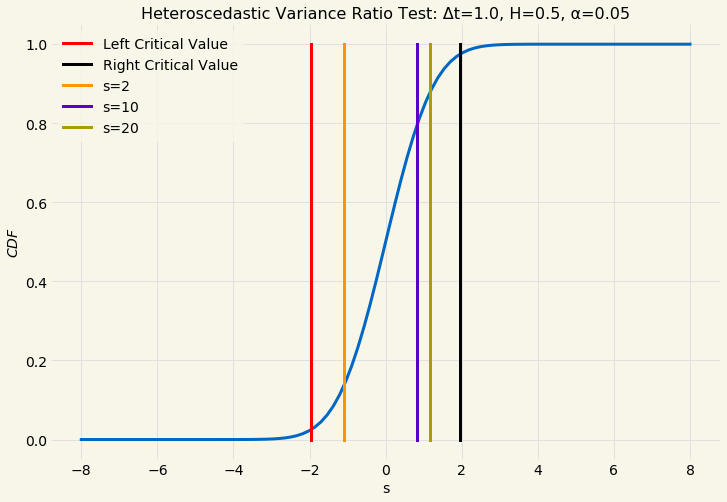 Heteroscedastic Variance Ratio Test: Δt=1.0, H=0.5, α=0.05
Left Critical Value
Right Critical Value
s=2
s=10
s=20
CDF
1.0
0.8
0.6
0.4
0.2
0.0
−8 −6 −4 −2 0 2 4 6 8
s